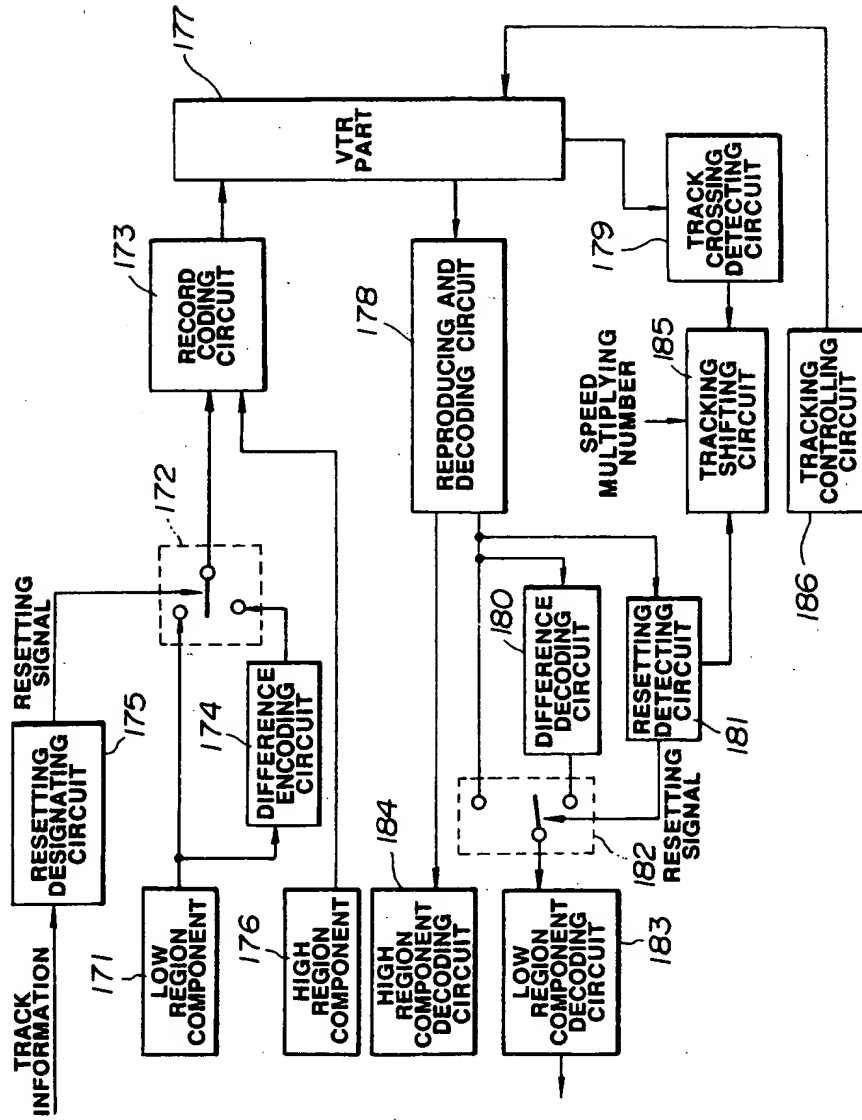 TRACK
INFORMATION
RESETTING
DESIGNATING
CIRCUIT
175
RESETTING
SIGNAL
172
173
RECORD
CODING
CIRCUIT
177
VTR
PART
171
LOW
REGION
COMPONENT
174
DIFFERENCE
ENCODING
CIRCUIT
176
HIGH
REGION
COMPONENT
178
REPRODUCING AND
DECODING CIRCUIT
184
HIGH
REGION
COMPONENT
DECODING
CIRCUIT
180
DIFFERENCE
DECODING
CIRCUIT
SPEED
MULTIPLYING
NUMBER
179
TRACK
CROSSING
DETECTING
CIRCUIT
182
LOW
REGION
COMPONENT
DECODING
CIRCUIT
183
RESETTING
SIGNAL
RESETTING
DETECTING
CIRCUIT
181
185
TRACKING
SHIFTING
CIRCUIT
186
TRACKING
CONTROLLING
CIRCUIT